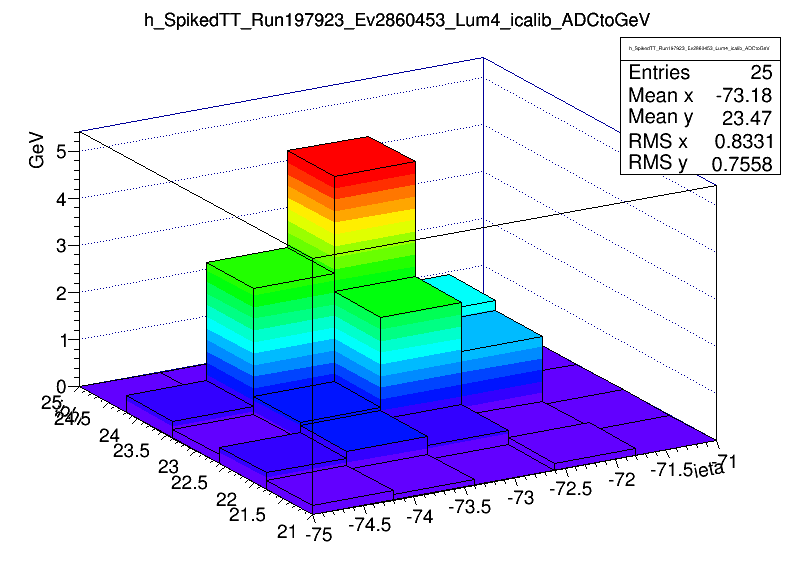 h_SpikedTT_Run197923_Ev2860453_Lum4_icalib_ADCtoGeV
h_SpikedTT_Run197923_Ev2860453_Lum4_icalib_ADCtoGeV
Entries 25
Mean x -73.18
Mean y 23.47
RMS x 0.8331
RMS y 0.7558
GeV
5
4
3
2
1
0
25
24.5
24
23.5
23
22.5
22
21.5
21
-75
-74.5
-74
-73.5
-73
-72.5
-72
-71.5
-71
ieta